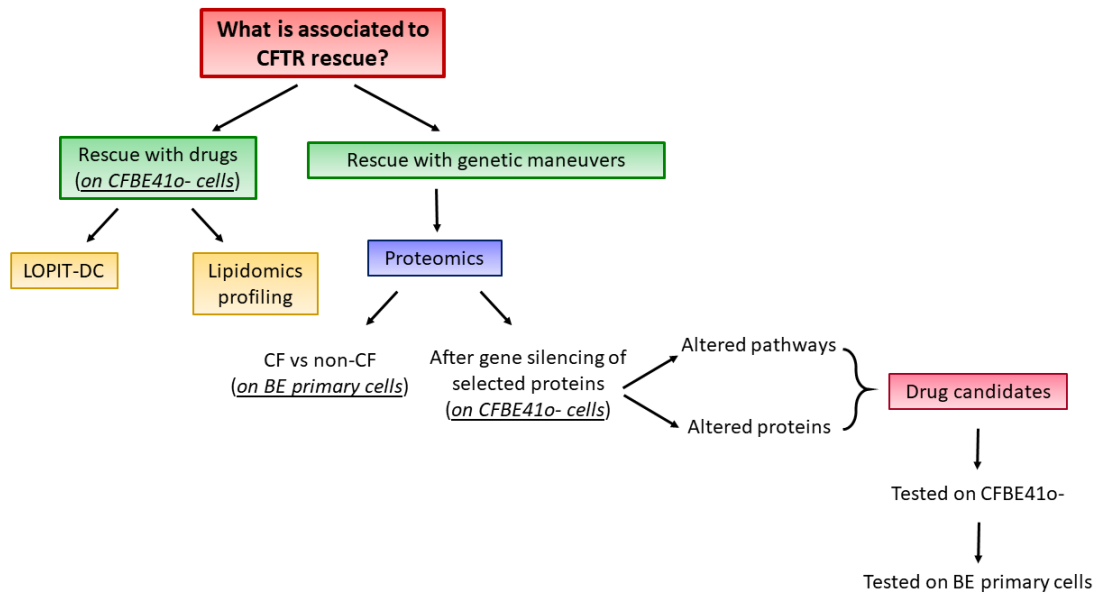 What is associated to
CFTR rescue?
Rescue with drugs
(on CFBE41o- cells)
Rescue with genetic maneuvers
LOPIT-DC
Lipidomics
profiling
Proteomics
CF vs non-CF
(on BE primary cells)
After gene silencing of
selected proteins
(on CFBE41o- cells)
Altered pathways
Altered proteins
Drug candidates
Tested on CFBE41o-
Tested on BE primary cells